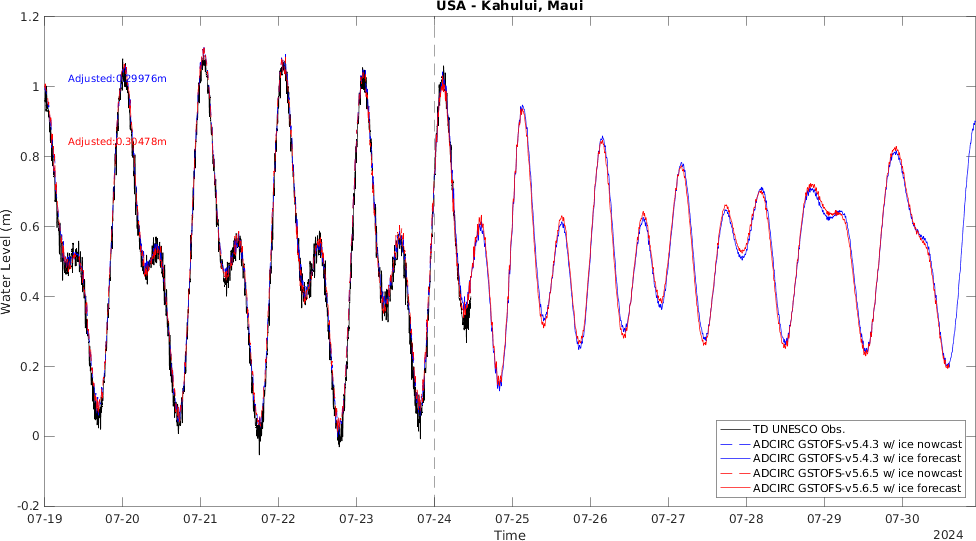 USA - Kahului, Maui
1.2
1
0.8
0.6
0.4
0.2
0
-0.2
Water Level (m)
Adjusted:0.29976m
Adjusted:0.30478m
TD UNESCO Obs.
ADCIRC GSTOFS-v5.4.3 w/ ice nowcast
ADCIRC GSTOFS-v5.4.3 w/ ice forecast
ADCIRC GSTOFS-v5.6.5 w/ ice nowcast
ADCIRC GSTOFS-v5.6.5 w/ ice forecast
07-19 07-20 07-21 07-22 07-23 07-24 07-25 07-26 07-27 07-28 07-29 07-30
Time
2024